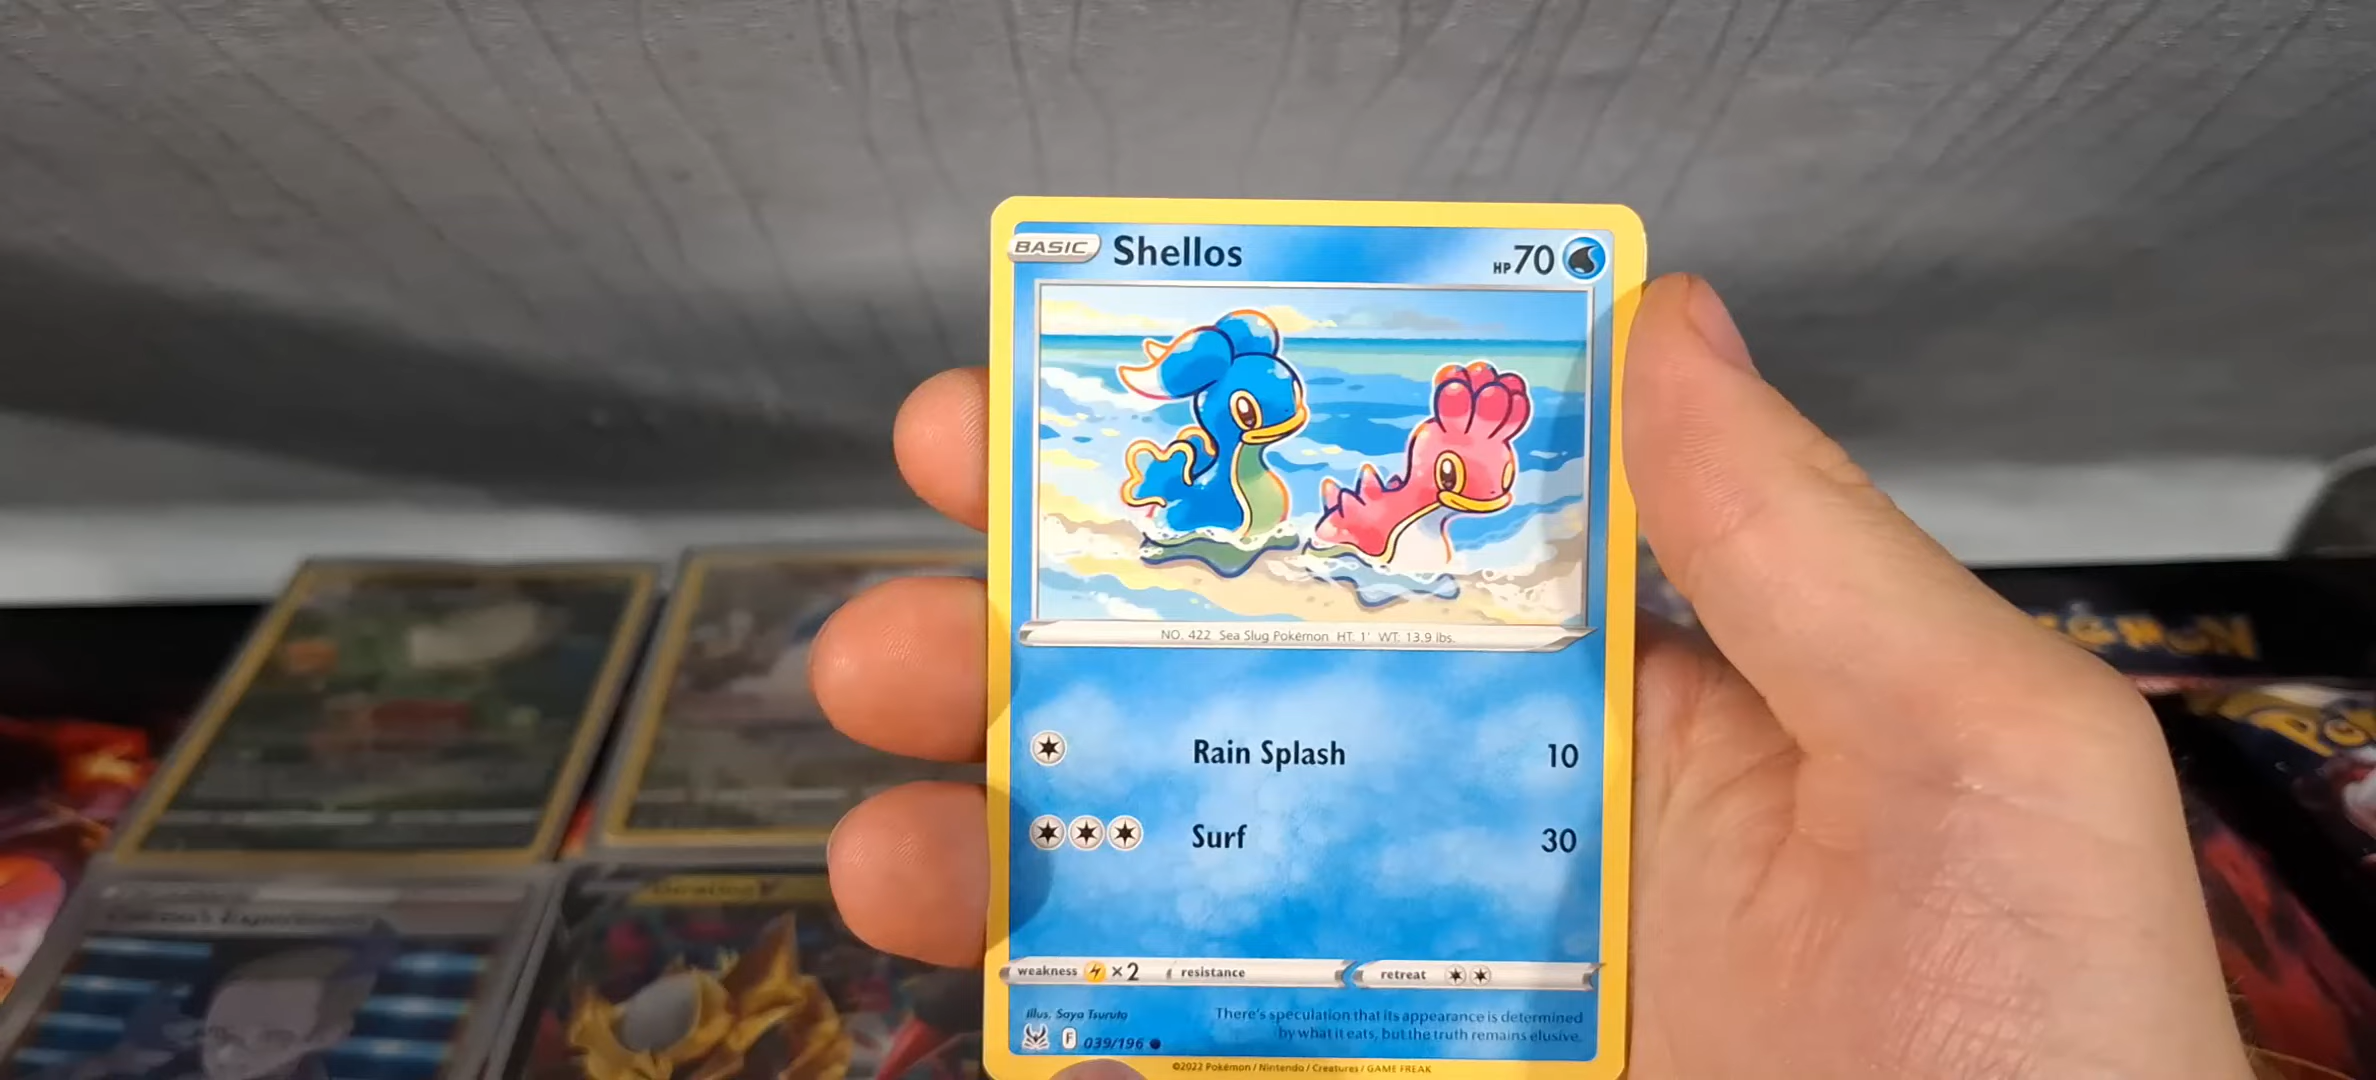 BASIC Shellos HP 70
NO. 422 Sea Slug Pokémon HT. 1' WT. 13.9 lbs.
Rain Splash 10
Surf 30
weakness ×2 resistance retreat
Illus. Saya Tsuruta
There's speculation that its appearance is determined
by what it eats, but the truth remains elusive.
F 039/196
©2022 Pokémon / Nintendo / Creatures / GAME FREAK